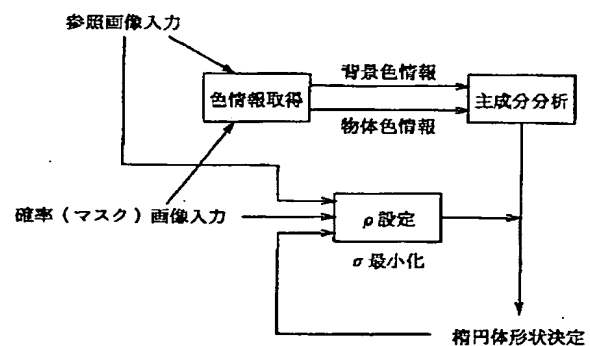 参照画像入力
背景色情報
色情報取得
主成分分析
物体色情報
確率（マスク）画像入力
ρ設定
σ最小化
楕円体形状決定